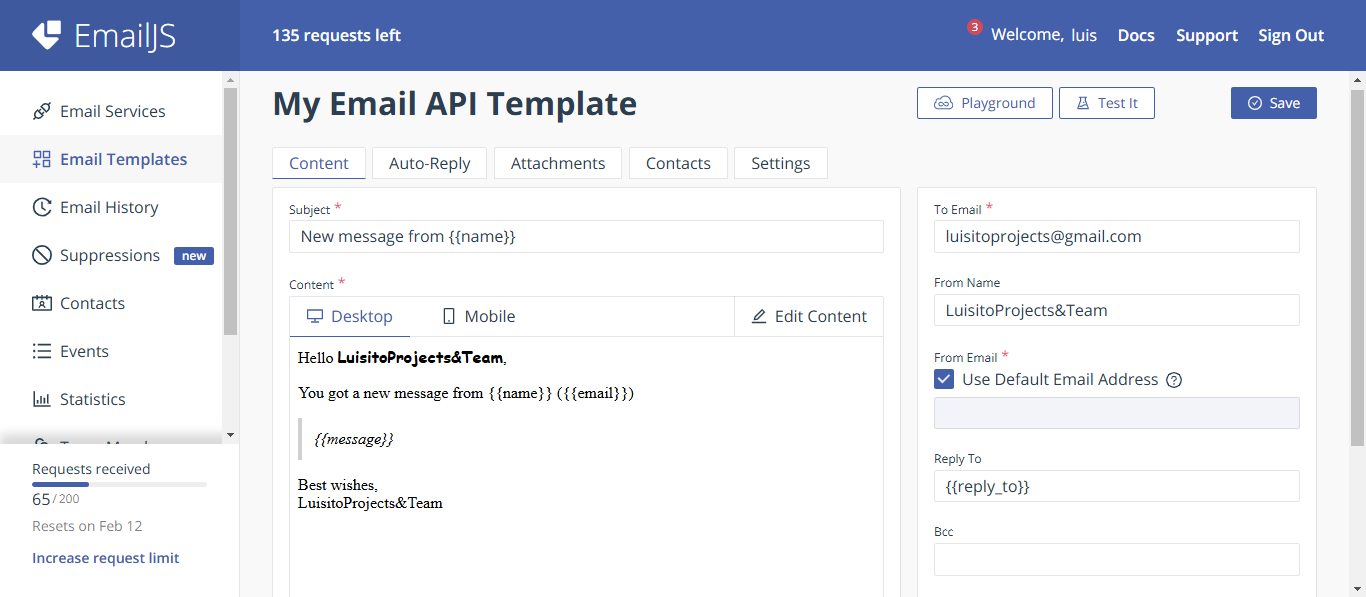 EmailJS
135 requests left
3
Welcome, luis
Docs
Support
Sign Out
Email Services
Email Templates
Email History
Suppressions new
Contacts
Events
Statistics
Requests received
65/200
Resets on Feb 12
Increase request limit
My Email API Template
Playground
Test It
Save
Content
Auto-Reply
Attachments
Contacts
Settings
Subject *
New message from {{name}}
Content *
Desktop
Mobile
Edit Content
Hello LuisitoProjects&Team,
You got a new message from {{name}} ({{email}})
{{message}}
Best wishes,
LuisitoProjects&Team
To Email *
luisitoprojects@gmail.com
From Name
LuisitoProjects&Team
From Email *
Use Default Email Address ?
Reply To
{{reply_to}}
Bcc